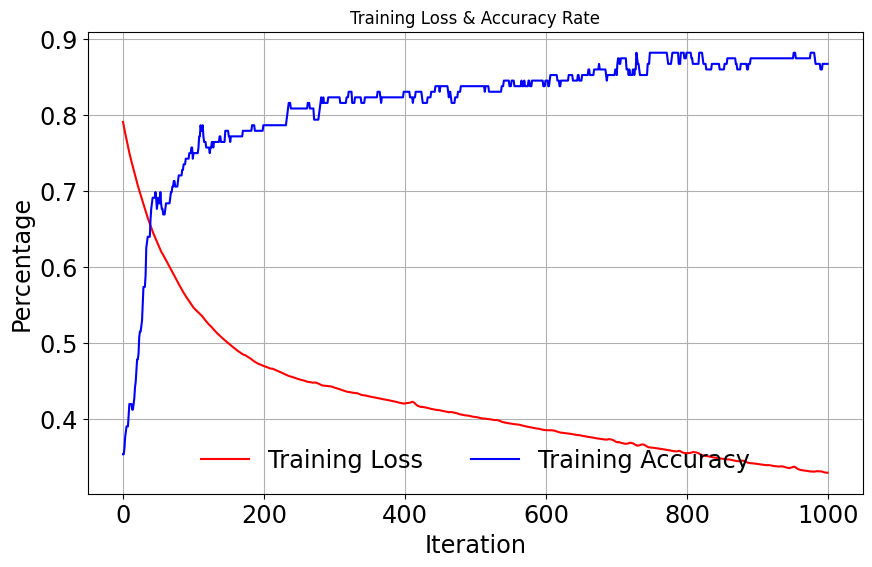 Training Loss & Accuracy Rate
0.9
0.8
0.7
0.6
0.5
0.4
Percentage
Training Loss
Training Accuracy
0 200 400 600 800 1000
Iteration